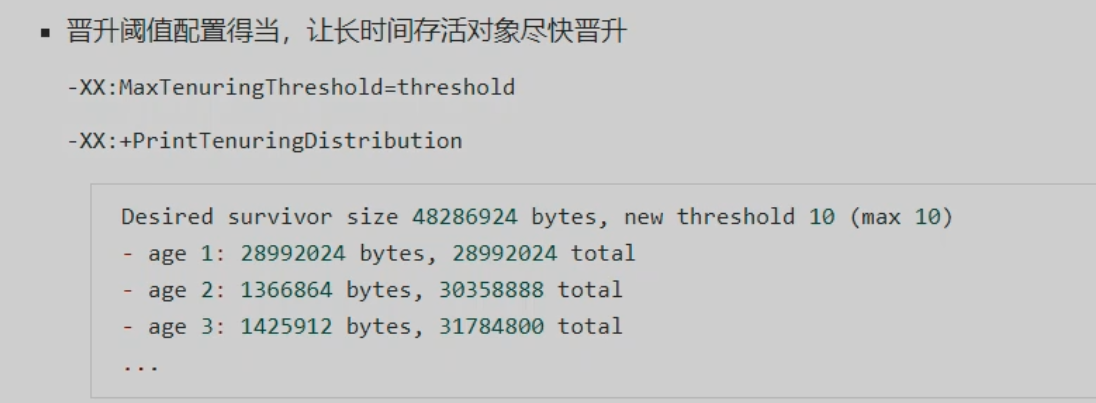 ▪ 晋升阈值配置得当，让长时间存活对象尽快晋升
-XX:MaxTenuringThreshold=threshold
-XX:+PrintTenuringDistribution
Desired survivor size 48286924 bytes, new threshold 10 (max 10)
- age 1: 28992024 bytes, 28992024 total
- age 2: 1366864 bytes, 30358888 total
- age 3: 1425912 bytes, 31784800 total
...